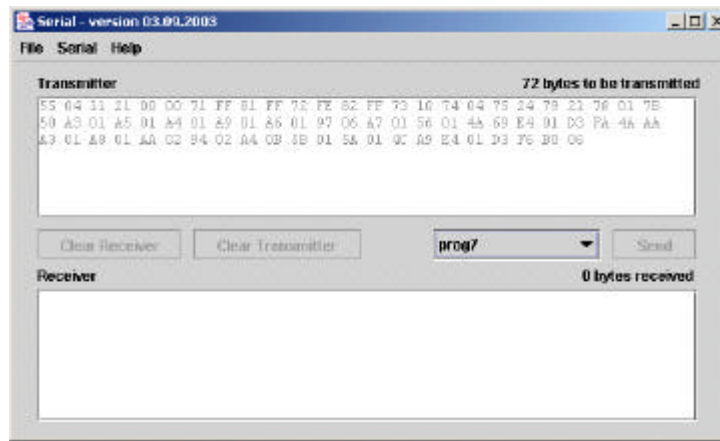 Serial - version 03.09.2003
File Serial Help
Transmitter 72 bytes to be transmitted
55 04 11 21 00 00 71 FF 81 FF 72 FE 82 FF 73 10 74 04 75 24 79 21 78 01 7B
50 A3 01 A5 01 A4 01 A9 01 A6 01 97 06 A7 01 56 01 4A 69 E4 01 D3 FA 4A AA
A3 01 A8 01 AA 02 94 02 A4 0B 5B 01 5A 01 A9 E4 01 D3 F6 B0 06
Clear Receiver Clear Transmitter prog7 Send
Receiver 0 bytes received